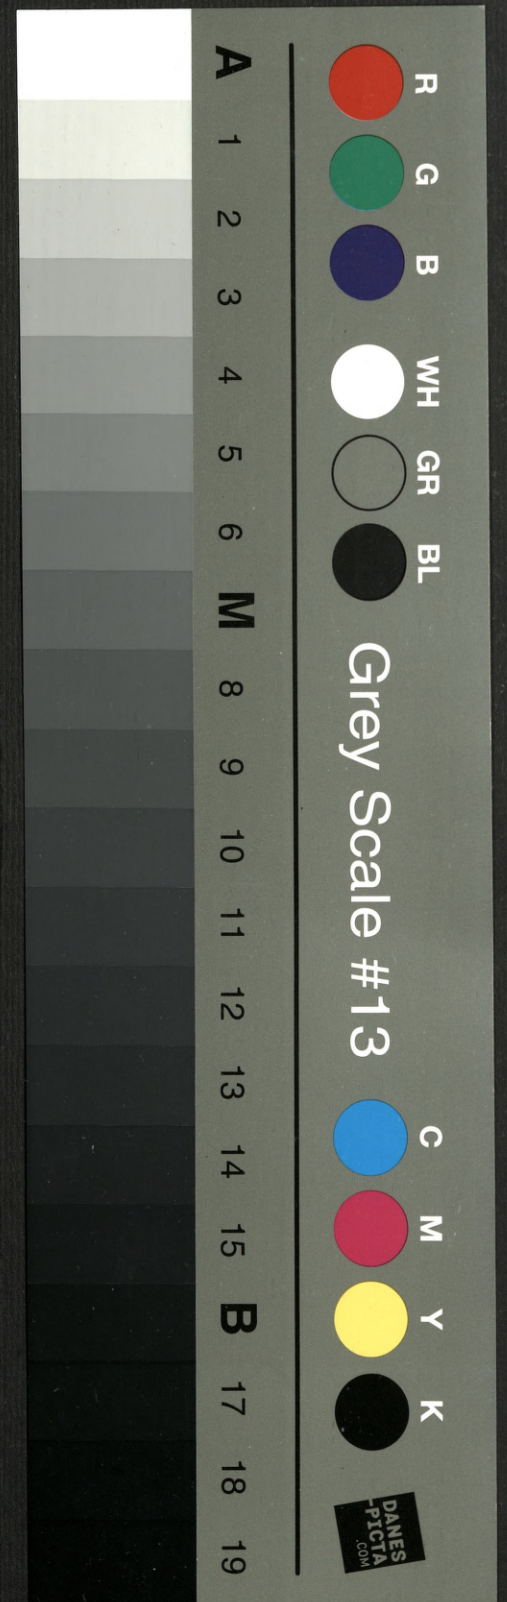 R G B WH GR BL Grey Scale #13 C M Y K
DANES
-PICTA
.COM
A 1 2 3 4 5 6 M 8 9 10 11 12 13 14 15 B 17 18 19